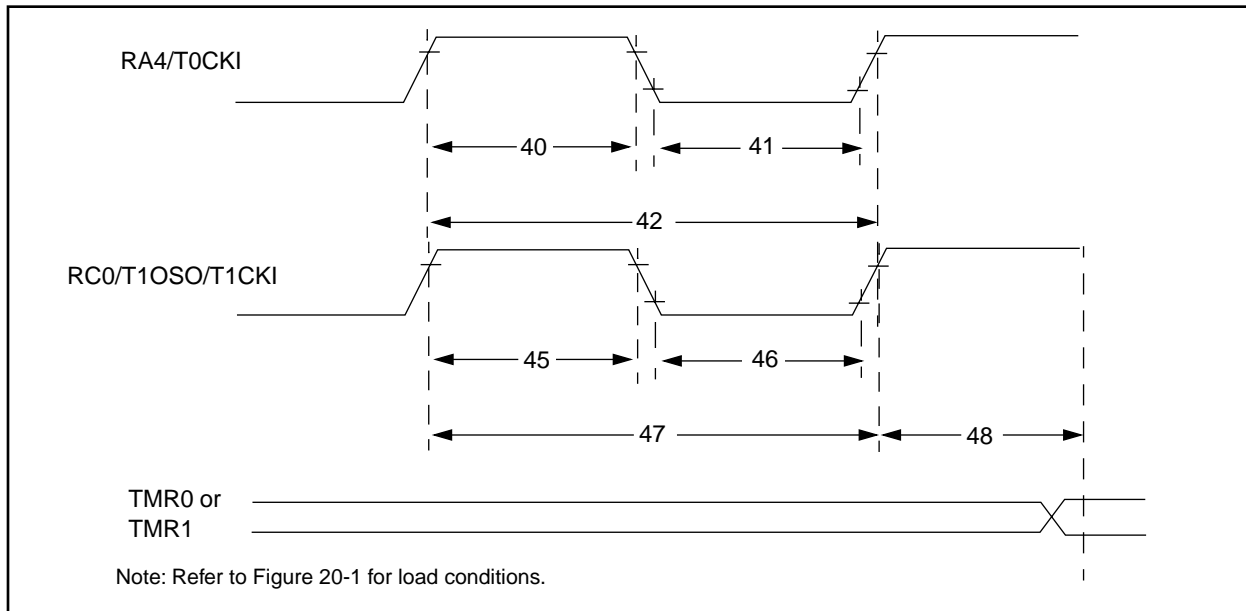 RA4/T0CKI
40
41
42
RC0/T1OSO/T1CKI
45
46
47
48
TMR0 or
TMR1
Note: Refer to Figure 20-1 for load conditions.